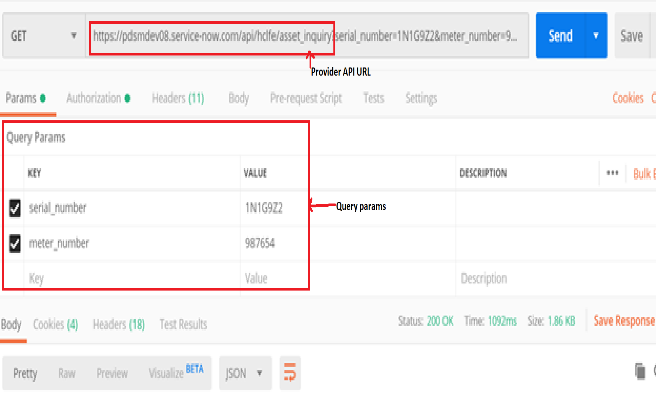 GET https://pdsmdev08.service-now.com/api/hclfe/asset_inquiry?serial_number=1N1G9Z2&meter_number=9... Send Save
Provider API URL
Params Authorization Headers (11) Body Pre-request Script Tests Settings Cookies C
Query Params
KEY VALUE DESCRIPTION ••• Bulk E
serial_number 1N1G9Z2
Query params
meter_number 987654
Key Value Description
Body Cookies (4) Headers (18) Test Results Status: 200 OK Time: 1092ms Size: 1.86 KB Save Response
Pretty Raw Preview Visualize BETA JSON